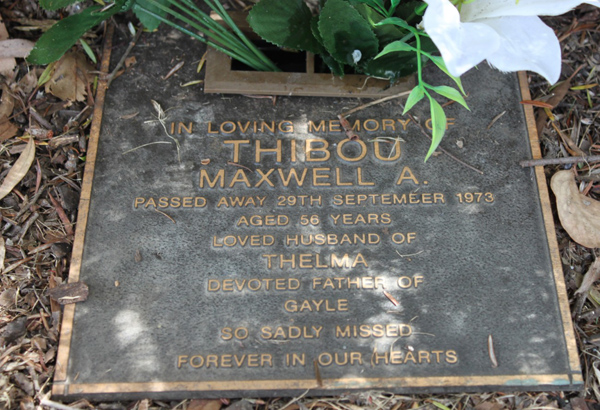 IN LOVING MEMORY OF
THIBOU
MAXWELL A.
PASSED AWAY 29TH SEPTEMBER 1973
AGED 56 YEARS
LOVED HUSBAND OF
THELMA
DEVOTED FATHER OF
GAYLE
SO SADLY MISSED
FOREVER IN OUR HEARTS